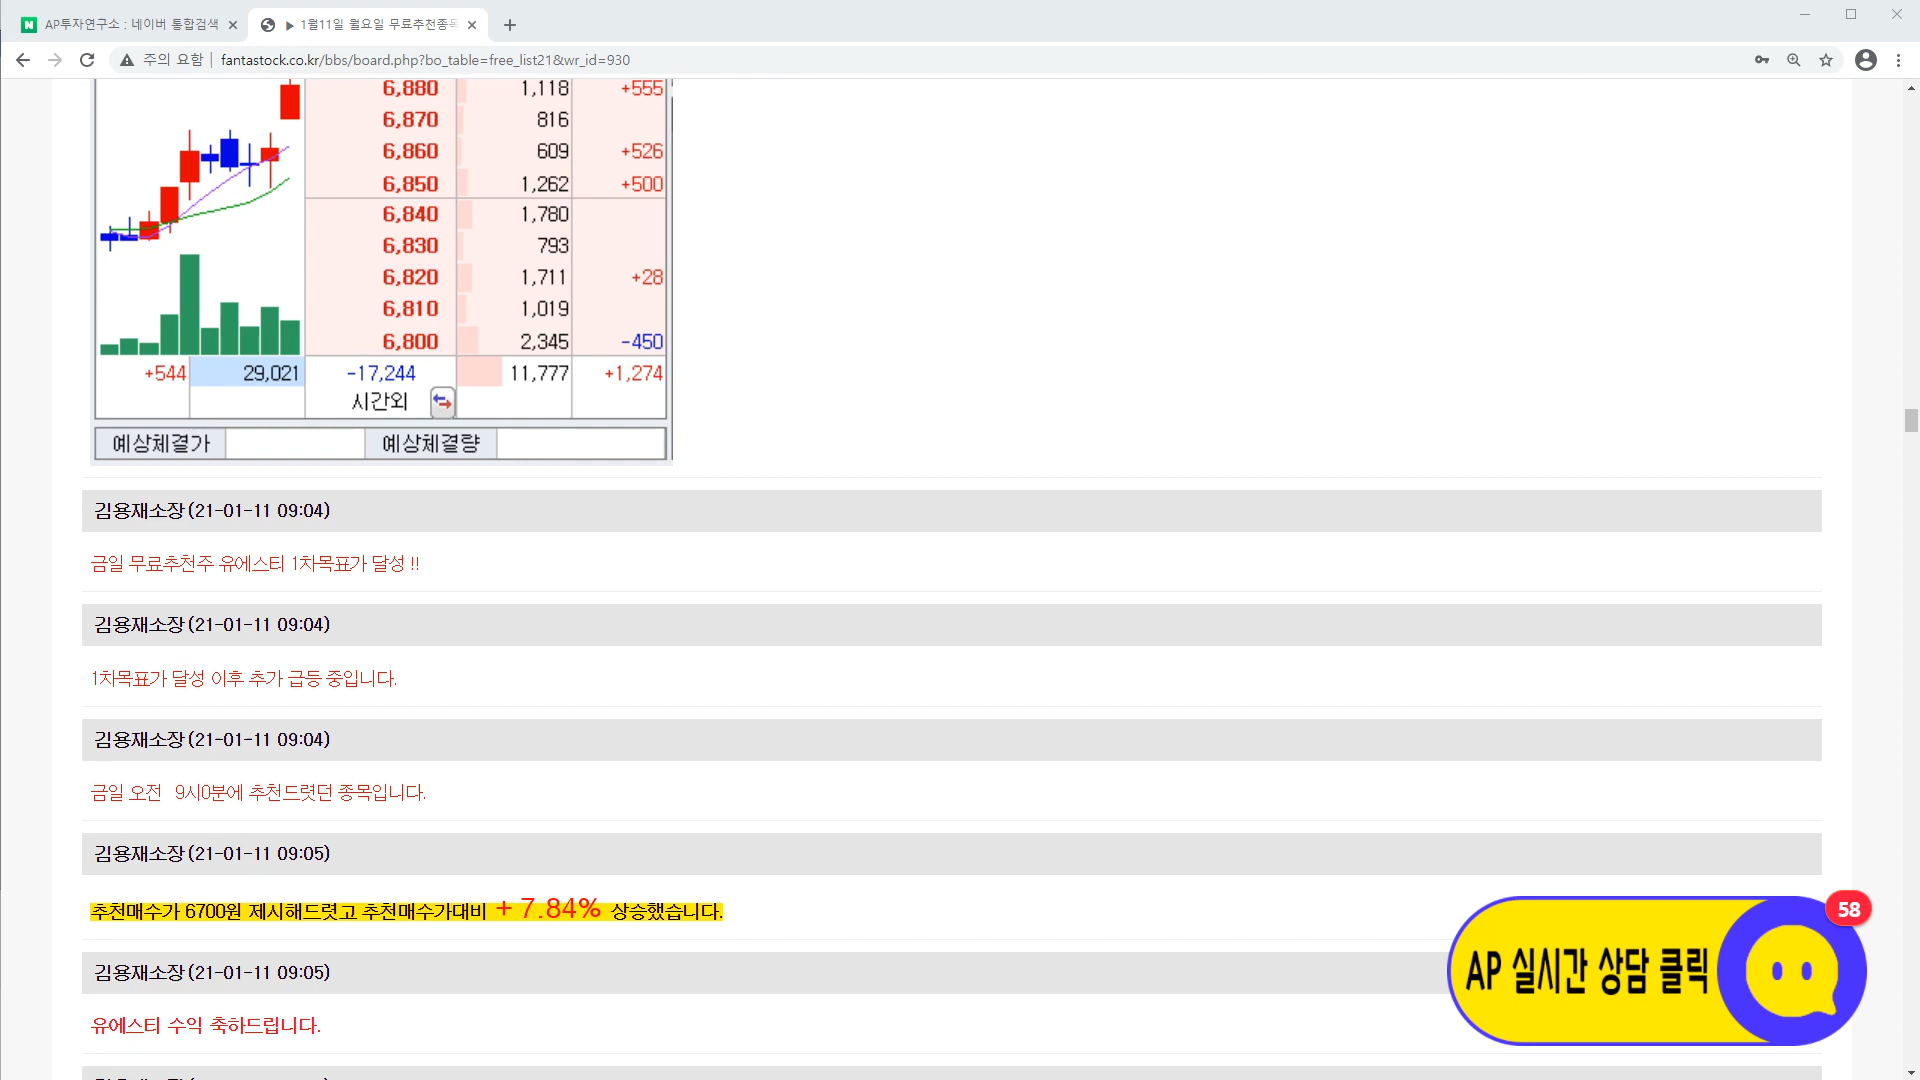 AP투자연구소 : 네이버 통합검색
▶ 1월11일 월요일 무료추천종목
주의 요함 | fantastock.co.kr/bbs/board.php?bo_table=free_list21&wr_id=930
6,880 1,118 +555
6,870 816
6,860 609 +526
6,850 1,262 +500
6,840 1,780
6,830 793
6,820 1,711 +28
6,810 1,019
6,800 2,345 -450
+544 29,021 -17,244 11,777 +1,274
시간외
예상체결가 예상체결량
김용재소장(21-01-11 09:04)
금일 무료추천주 유에스티 1차목표가 달성 !!
김용재소장(21-01-11 09:04)
1차목표가 달성 이후 추가 급등 중입니다.
김용재소장(21-01-11 09:04)
금일 오전 9시0분에 추천드렷던 종목입니다.
김용재소장(21-01-11 09:05)
추천매수가 6700원 제시해드렷고 추천매수가대비 + 7.84% 상승했습니다.
58
AP 실시간 상담 클릭
김용재소장(21-01-11 09:05)
유에스티 수익 축하드립니다.